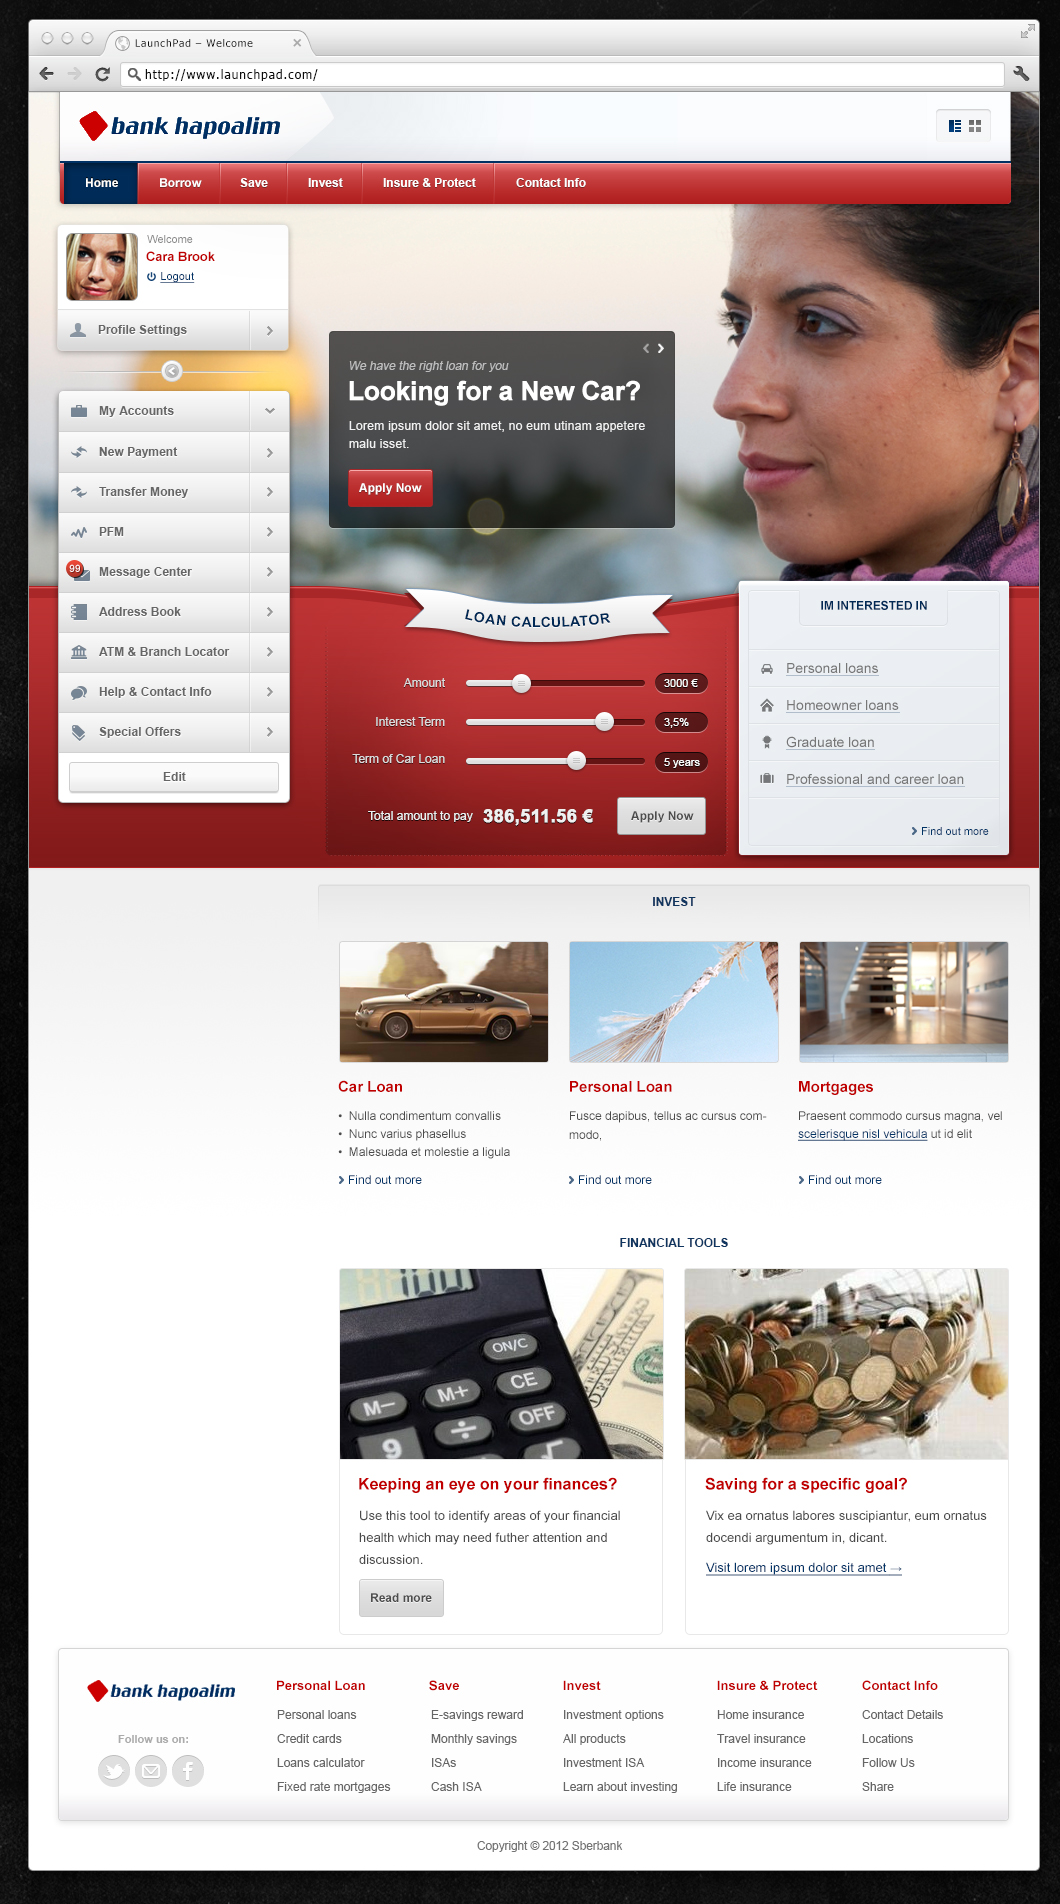 LaunchPad – Welcome
http://www.launchpad.com/
bank hapoalim
Home
Borrow
Save
Invest
Insure & Protect
Contact Info
Welcome
Cara Brook
Logout
Profile Settings
My Accounts
New Payment
Transfer Money
PFM
99
Message Center
Address Book
ATM & Branch Locator
Help & Contact Info
Special Offers
Edit
We have the right loan for you
Looking for a New Car?
Lorem ipsum dolor sit amet, no eum utinam appetere
malu isset.
Apply Now
LOAN CALCULATOR
Amount
3000 €
Interest Term
3,5%
Term of Car Loan
5 years
Total amount to pay 386,511.56 €
Apply Now
IM INTERESTED IN
Personal loans
Homeowner loans
Graduate loan
Professional and career loan
Find out more
INVEST
Car Loan
• Nulla condimentum convallis
• Nunc varius phasellus
• Malesuada et molestie a ligula
Find out more
Personal Loan
Fusce dapibus, tellus ac cursus com-
modo,
Find out more
Mortgages
Praesent commodo cursus magna, vel
scelerisque nisl vehicula ut id elit
Find out more
FINANCIAL TOOLS
ON/C
CE
M+
M−
OFF
÷
9
√
Keeping an eye on your finances?
Use this tool to identify areas of your financial
health which may need futher attention and
discussion.
Read more
Saving for a specific goal?
Vix ea ornatus labores suscipiantur, eum ornatus
docendi argumentum in, dicant.
Visit lorem ipsum dolor sit amet →
bank hapoalim
Follow us on:
Personal Loan
Personal loans
Credit cards
Loans calculator
Fixed rate mortgages
Save
E-savings reward
Monthly savings
ISAs
Cash ISA
Invest
Investment options
All products
Investment ISA
Learn about investing
Insure & Protect
Home insurance
Travel insurance
Income insurance
Life insurance
Contact Info
Contact Details
Locations
Follow Us
Share
Copyright © 2012 Sberbank